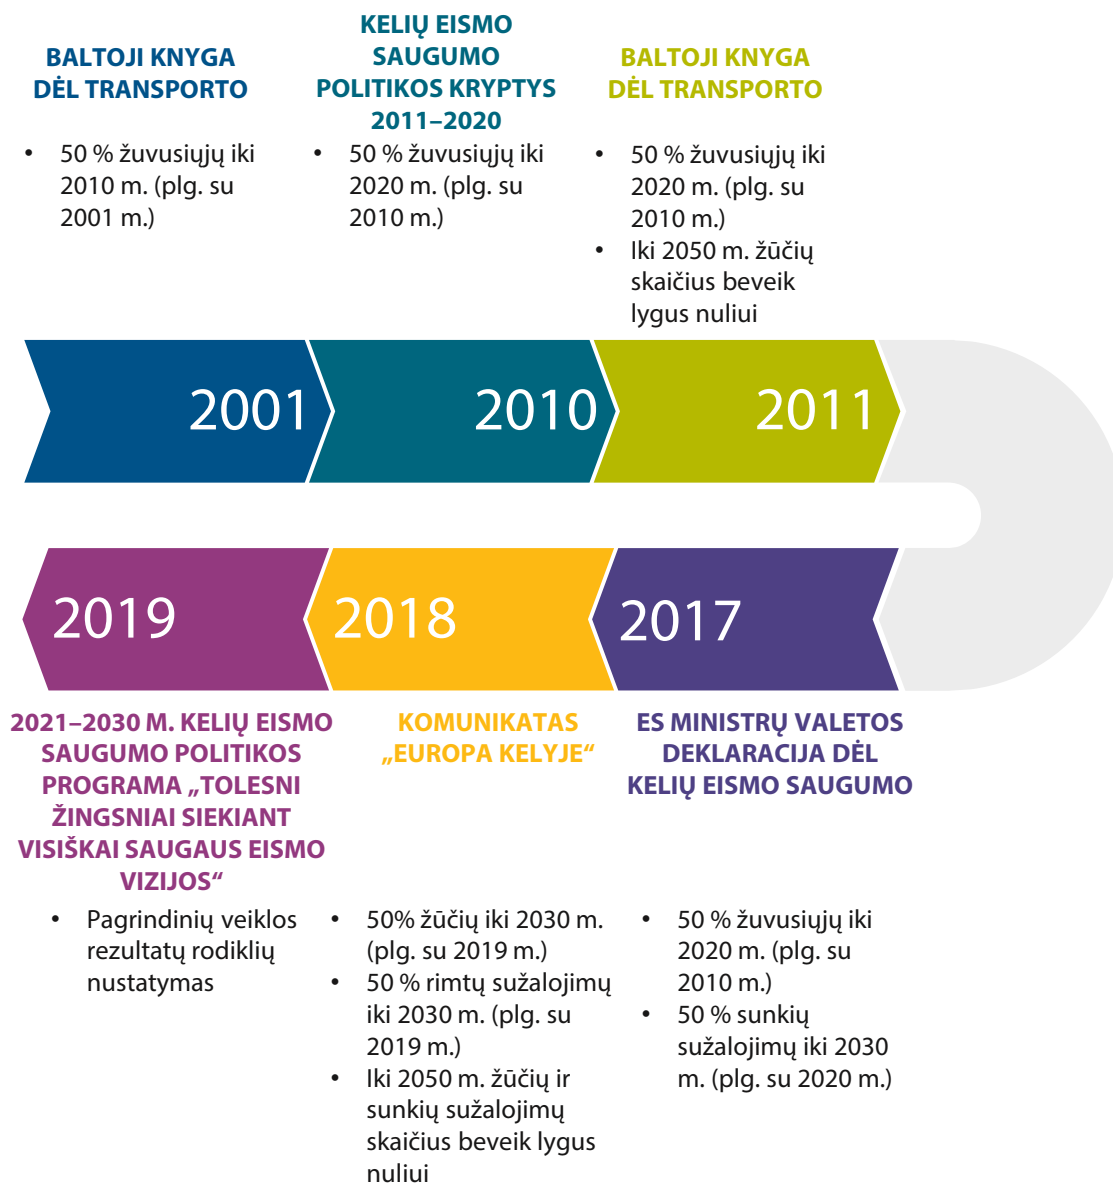 BALTOJI KNYGA
DĖL TRANSPORTO
• 50 % žuvusiųjų iki
2010 m. (plg. su
2001 m.)
KELIŲ EISMO
SAUGUMO
POLITIKOS KRYPTYS
2011–2020
• 50 % žuvusiųjų iki
2020 m. (plg. su
2010 m.)
BALTOJI KNYGA
DĖL TRANSPORTO
• 50 % žuvusiųjų iki
2020 m. (plg. su
2010 m.)
• Iki 2050 m. žūčių
skaičius beveik
lygus nuliui
2001
2010
2011
2019
2018
2017
2021–2030 M. KELIŲ EISMO
SAUGUMO POLITIKOS
PROGRAMA „TOLESNI
ŽINGSNIAI SIEKIANT
VISIŠKAI SAUGAUS EISMO
VIZIJOS“
• Pagrindinių veiklos
rezultatų rodiklių
nustatymas
KOMUNIKATAS
„EUROPA KELYJE“
• 50% žūčių iki 2030 m.
(plg. su 2019 m.)
• 50 % rimtų sužalojimų
iki 2030 m. (plg. su
2019 m.)
• Iki 2050 m. žūčių ir
sunkių sužalojimų
skaičius beveik lygus
nuliui
ES MINISTRŲ VALETOS
DEKLARACIJA DĖL
KELIŲ EISMO SAUGUMO
• 50 % žuvusiųjų iki
2020 m. (plg. su
2010 m.)
• 50 % sunkių
sužalojimų iki 2030
m. (plg. su 2020 m.)